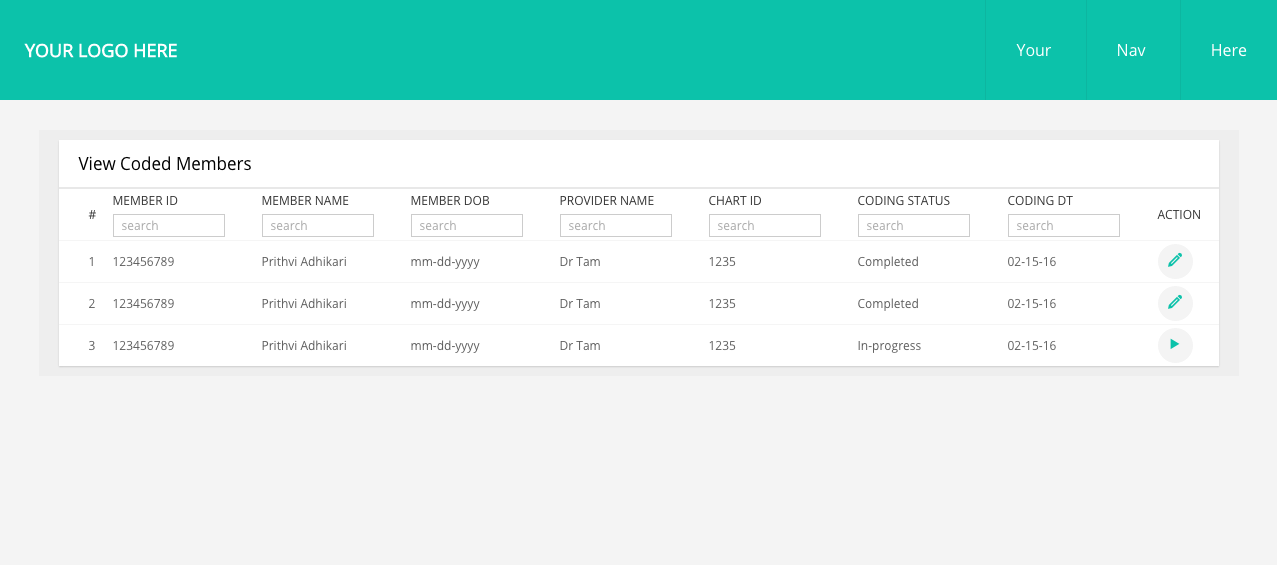 YOUR LOGO HERE Your Nav Here
View Coded Members
# MEMBER ID MEMBER NAME MEMBER DOB PROVIDER NAME CHART ID CODING STATUS CODING DT ACTION
search search search search search search search
1 123456789 Prithvi Adhikari mm-dd-yyyy Dr Tam 1235 Completed 02-15-16
2 123456789 Prithvi Adhikari mm-dd-yyyy Dr Tam 1235 Completed 02-15-16
3 123456789 Prithvi Adhikari mm-dd-yyyy Dr Tam 1235 In-progress 02-15-16